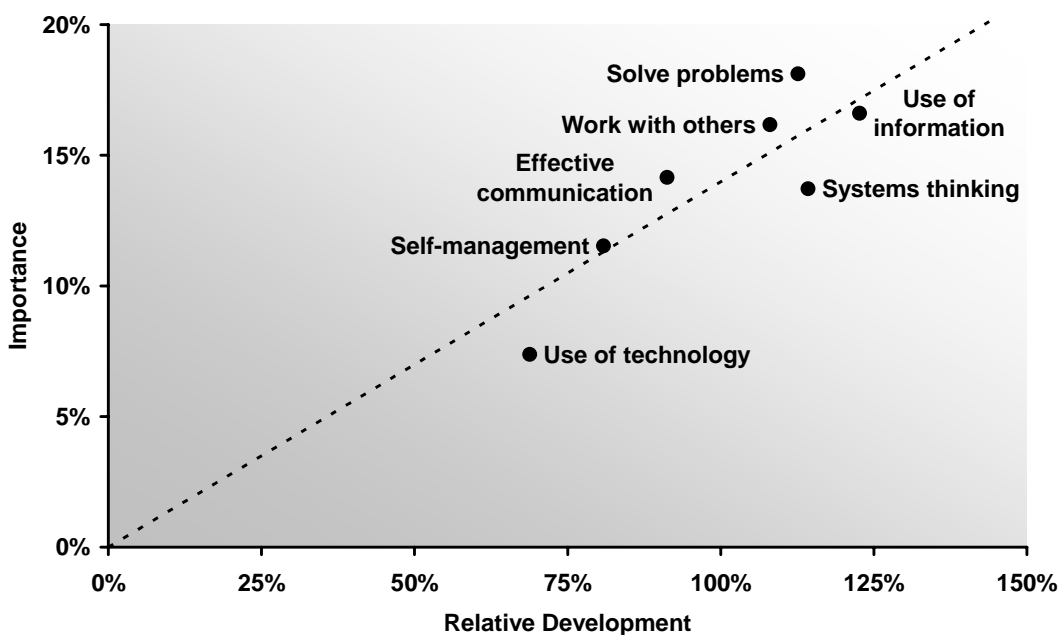 20%
Solve problems
Use of
information
Work with others
15%
Effective
communication
Systems thinking
Self-management
10%
Use of technology
5%
0%
0%
25%
50%
75%
100%
125%
150%
Importance
Relative Development